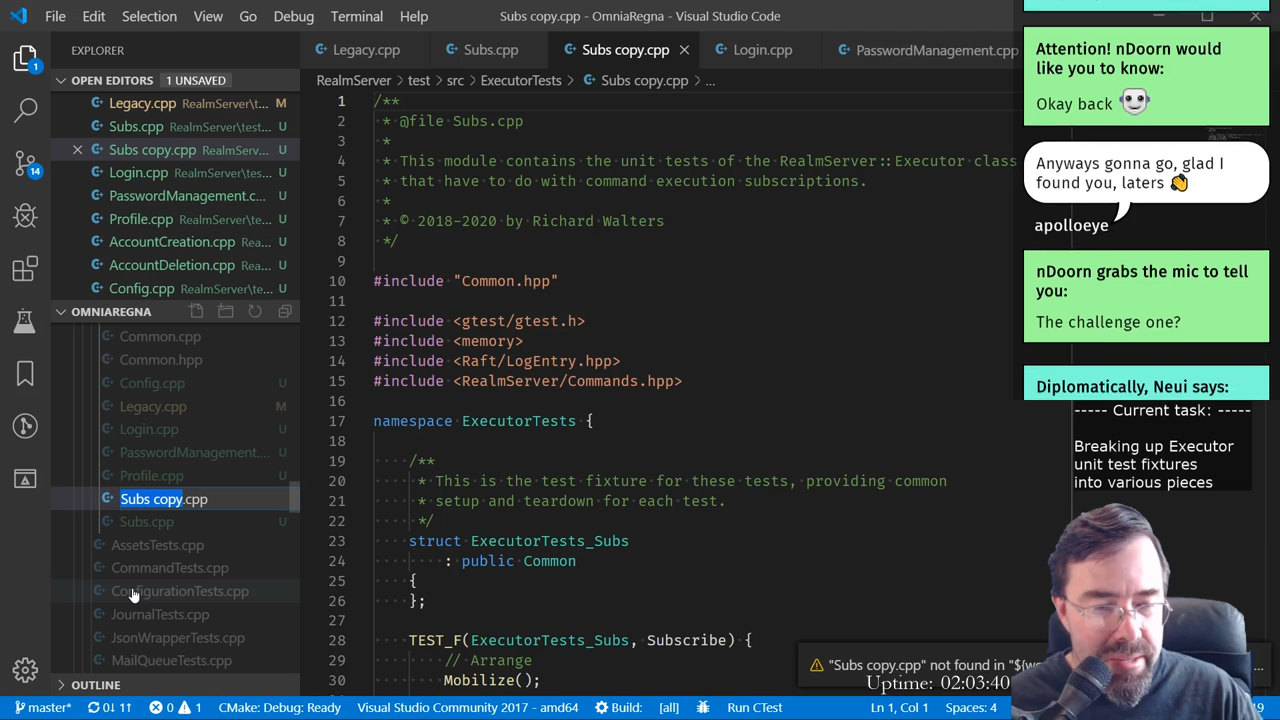 File Edit Selection View Go Debug Terminal Help
Subs copy.cpp - OmniaRegna - Visual Studio Code
EXPLORER
OPEN EDITORS 1 UNSAVED
Legacy.cpp RealmServer\t... M
Subs.cpp RealmServer\test... U
Subs copy.cpp RealmServ... U
Login.cpp RealmServer\test... U
PasswordManagement.c... U
Profile.cpp RealmServer\te... U
AccountCreation.cpp Rea... U
AccountDeletion.cpp Rea... U
Config.cpp RealmServer\te... U
OMNIAREGNA
Common.cpp
Common.hpp
Config.cpp U
Legacy.cpp M
Login.cpp U
PasswordManagement.... U
Profile.cpp U
Subs copy.cpp
Subs.cpp U
AssetsTests.cpp
CommandTests.cpp
ConfigurationTests.cpp
JournalTests.cpp
JsonWrapperTests.cpp
MailQueueTests.cpp
OUTLINE
1
14
Legacy.cpp Subs.cpp Subs copy.cpp Login.cpp PasswordManagement.cpp
RealmServer > test > src > ExecutorTests > Subs copy.cpp > ...
1 /**
2 * @file Subs.cpp
3 *
4 * This module contains the unit tests of the RealmServer::Executor class
5 * that have to do with command execution subscriptions.
6 *
7 * © 2018-2020 by Richard Walters
8 */
9
10 #include "Common.hpp"
11
12 #include <gtest/gtest.h>
13 #include <memory>
14 #include <Raft/LogEntry.hpp>
15 #include <RealmServer/Commands.hpp>
16
17 namespace ExecutorTests {
18
19 /**
20 * This is the test fixture for these tests, providing common
21 * setup and teardown for each test.
22 */
23 struct ExecutorTests_Subs
24 : public Common
25 {
26 };
27
28 TEST_F(ExecutorTests_Subs, Subscribe) {
29 // Arrange
30 Mobilize();
Attention! nDoorn would
like you to know:
Okay back
Anyways gonna go, glad I
found you, laters
apolloeye
nDoorn grabs the mic to tell
you:
The challenge one?
Diplomatically, Neui says:
----- Current task: -----
Breaking up Executor
unit test fixtures
into various pieces
"Subs copy.cpp" not found in "${wo
...
Uptime: 02:03:40
master* 0↓ 1↑ 0 1 CMake: Debug: Ready Visual Studio Community 2017 - amd64 Build: [all] Run CTest Ln 1, Col 1 Spaces: 4 19